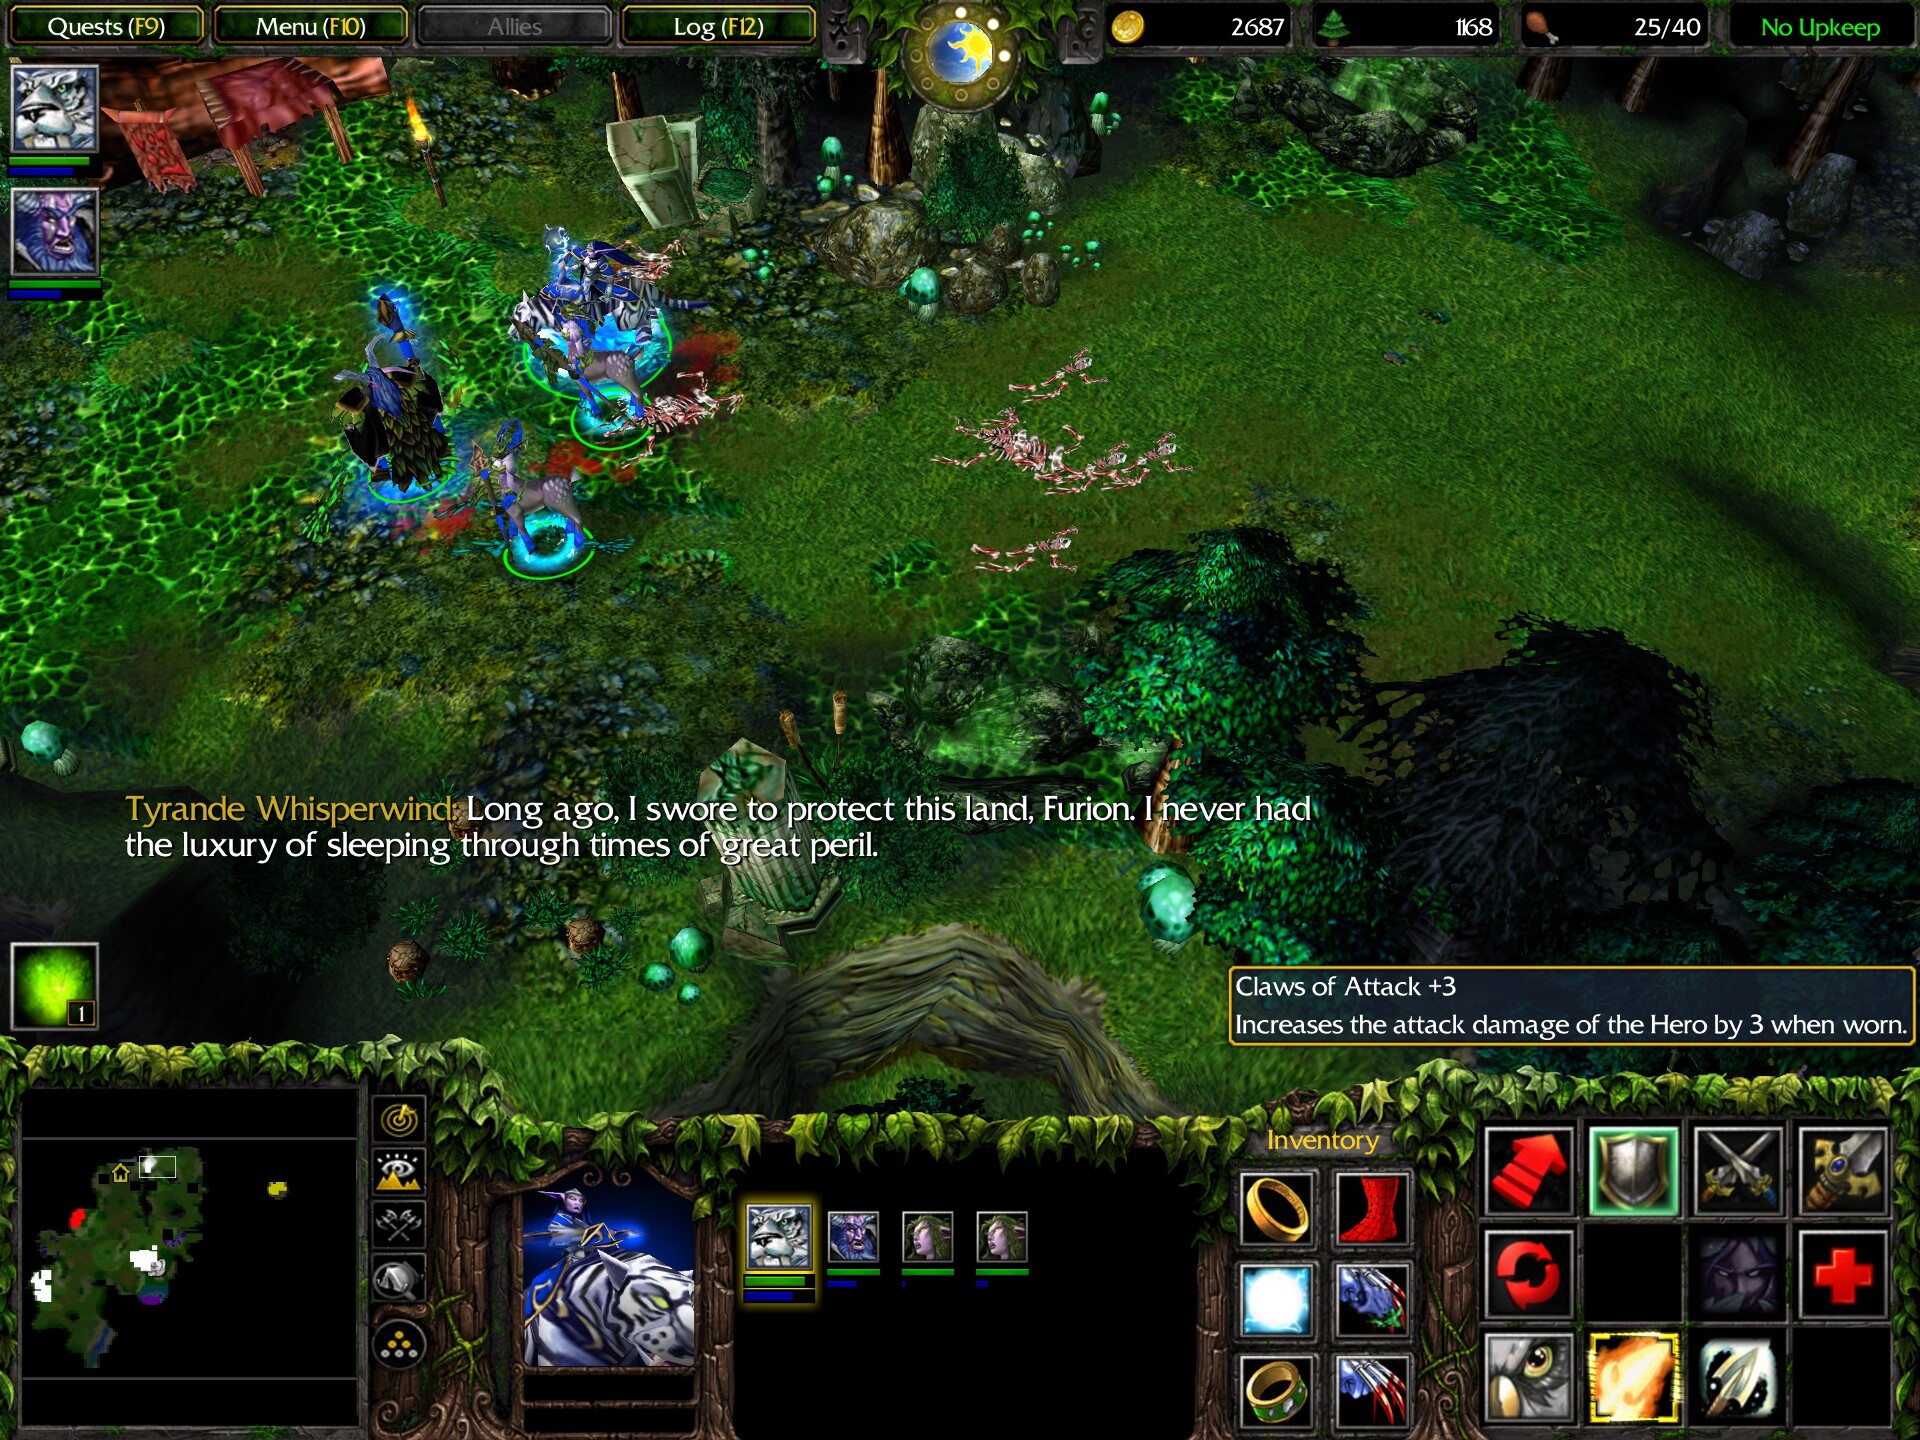 Quests (F9) Menu (F10) Allies Log (F12) 2687 1168 25/40 No Upkeep
Tyrande Whisperwind: Long ago, I swore to protect this land, Furion. I never had
the luxury of sleeping through times of great peril.
Claws of Attack +3
Increases the attack damage of the Hero by 3 when worn.
1
Inventory